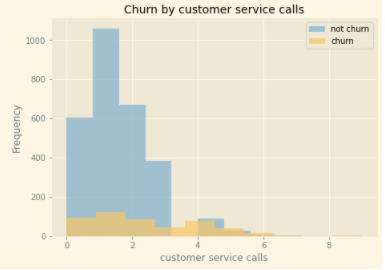 Churn by customer service calls
not churn
churn
Frequency
1000
800
600
400
200
0
0 2 4 6 8
customer service calls